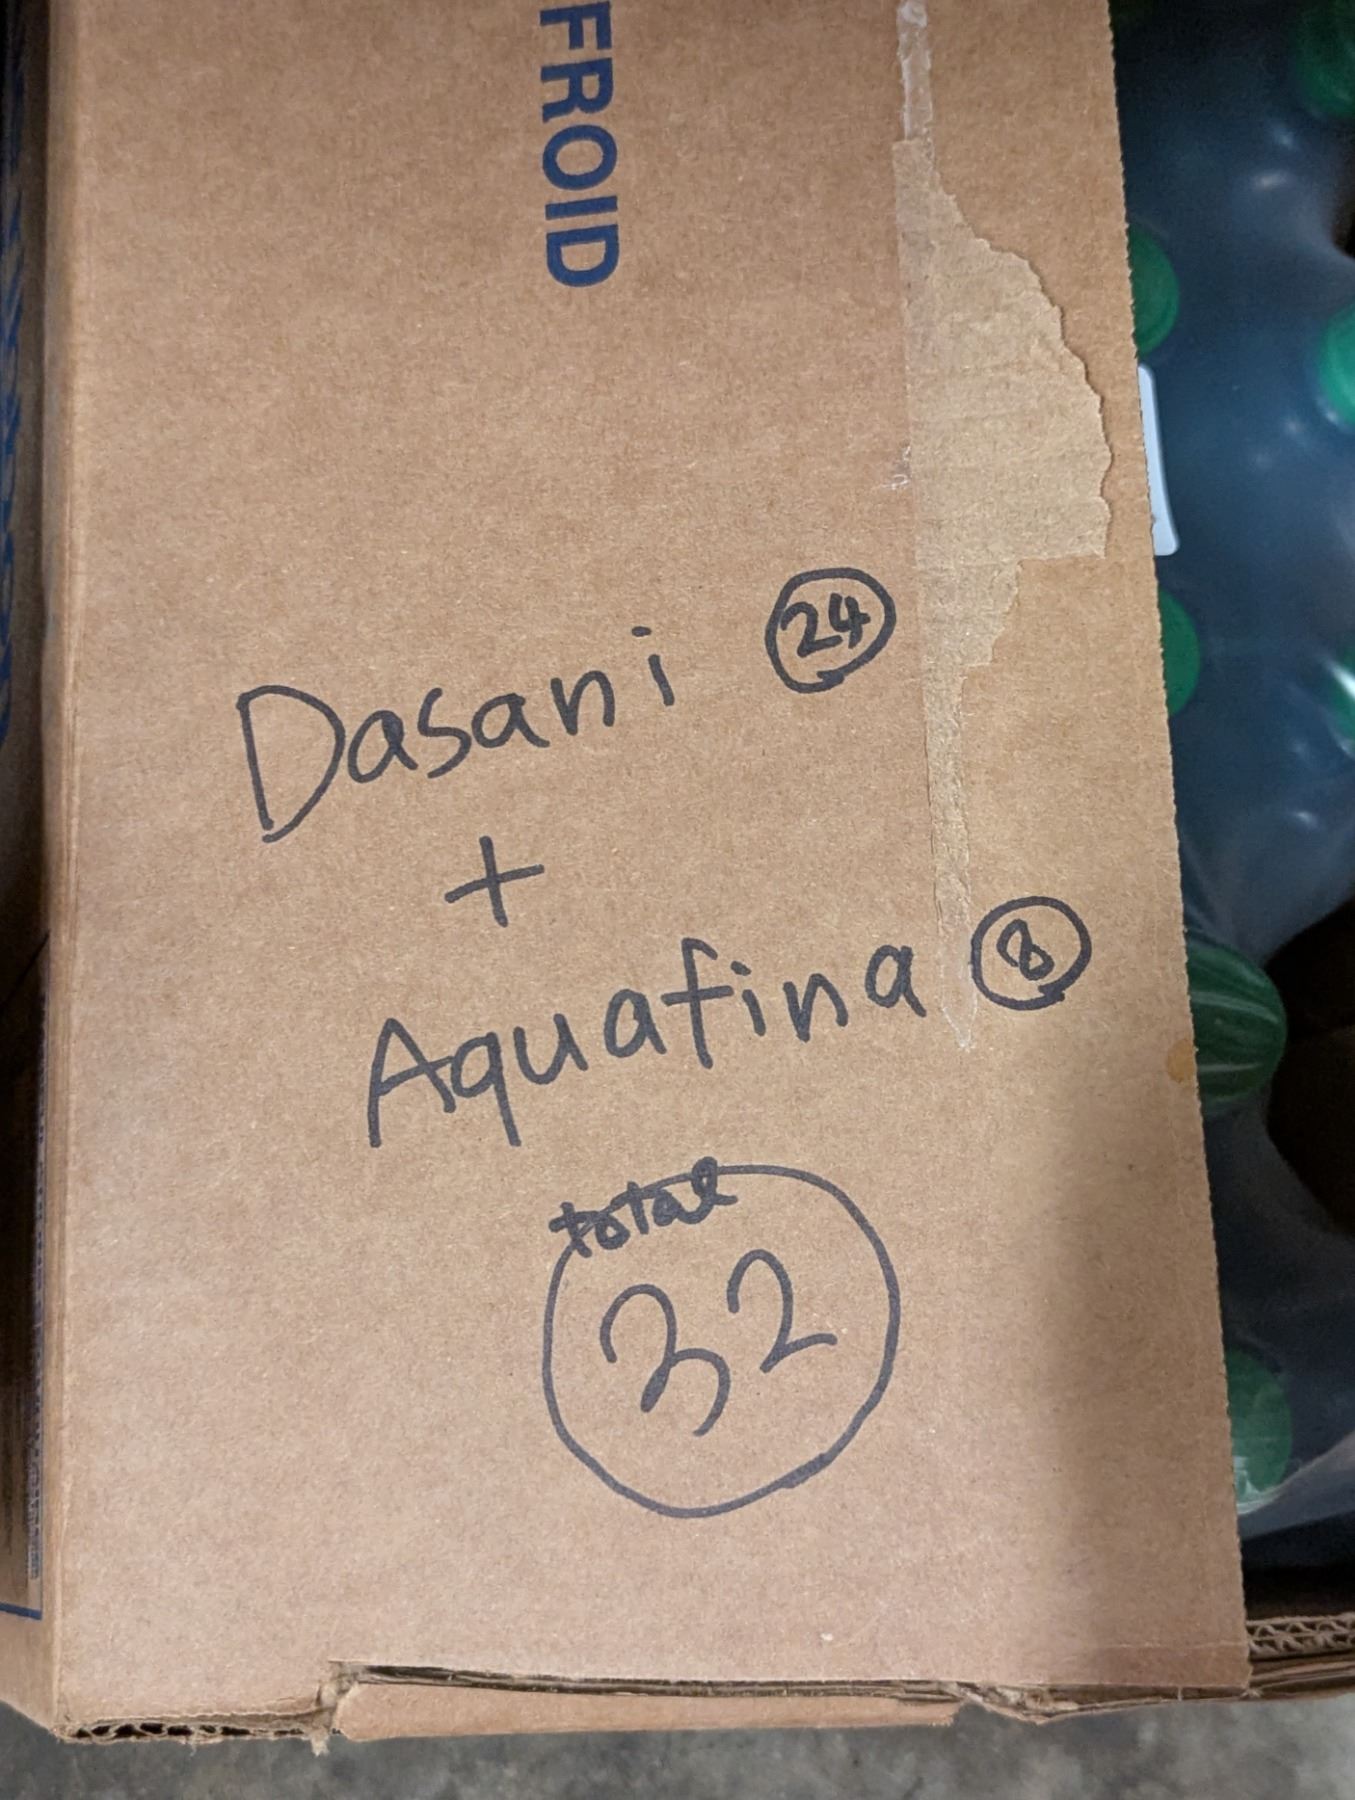 FROID
Dasani 24
+
Aquafina 8
total
32